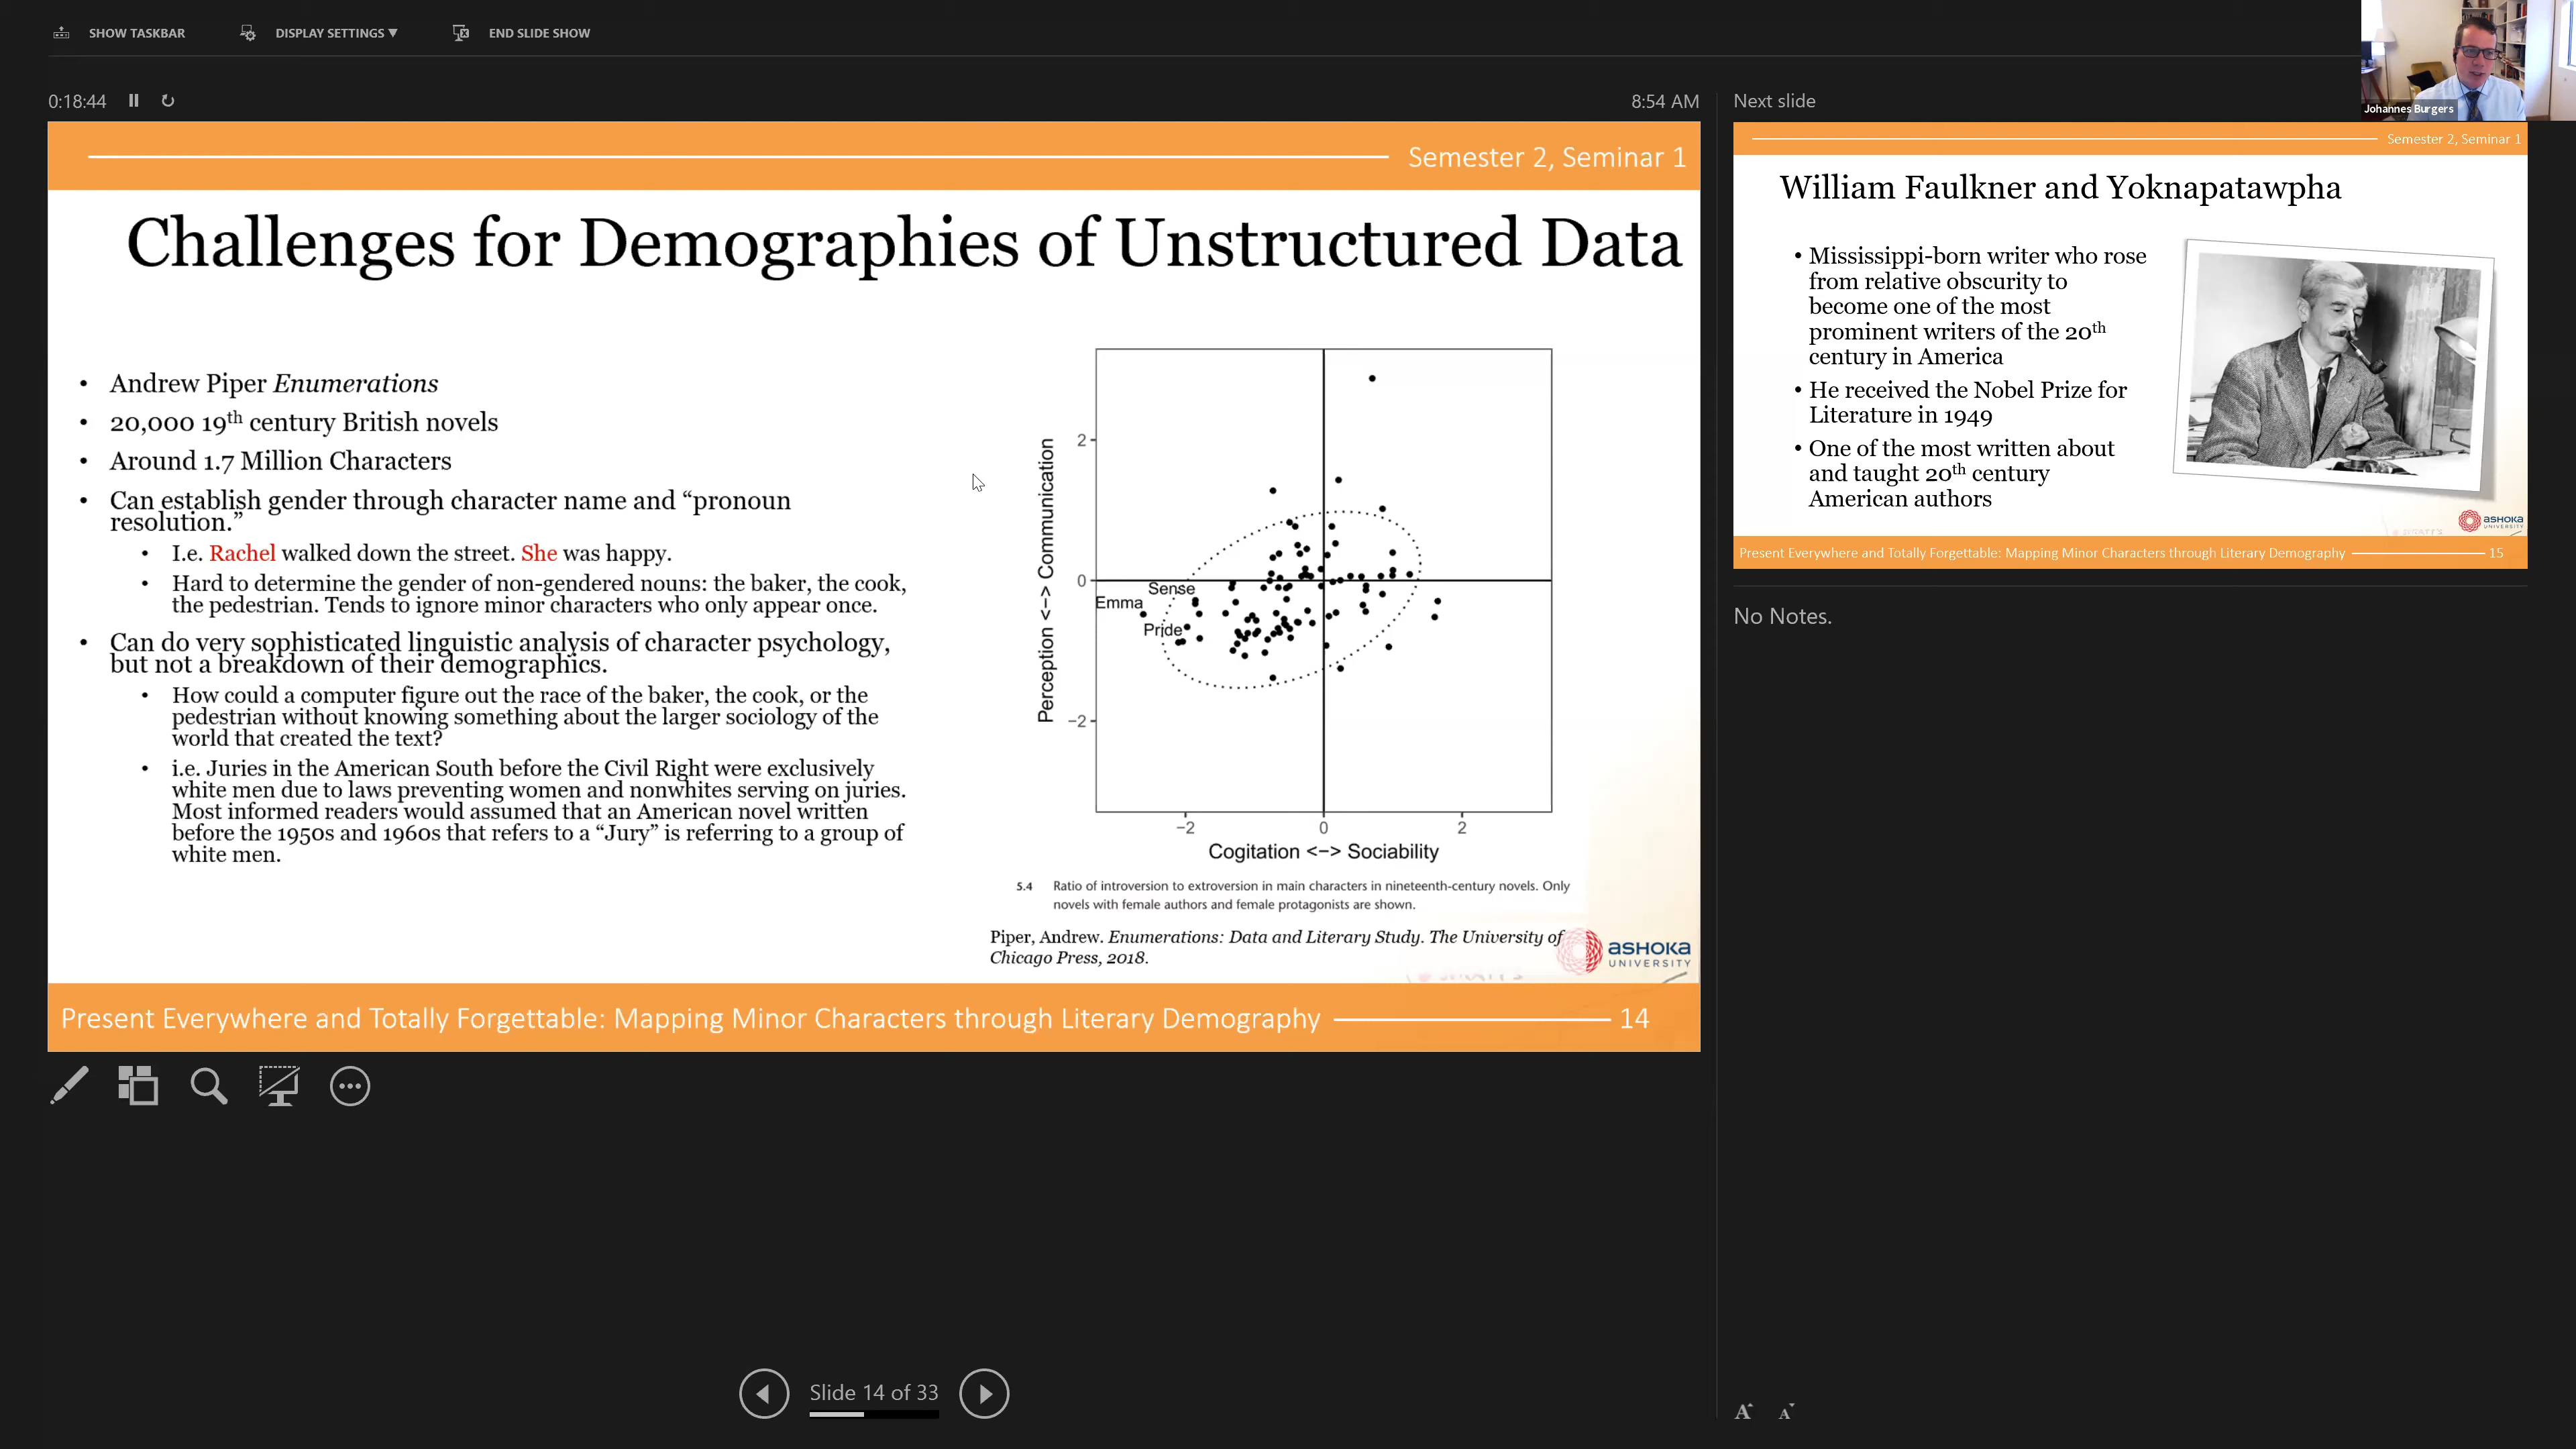 SHOW TASKBAR
DISPLAY SETTINGS ▼
END SLIDE SHOW
0:18:44
8:54 AM
Semester 2, Seminar 1
Challenges for Demographies of Unstructured Data
• Andrew Piper Enumerations
• 20,000 19th century British novels
• Around 1.7 Million Characters
• Can establish gender through character name and “pronoun
resolution.”
• I.e. Rachel walked down the street. She was happy.
• Hard to determine the gender of non-gendered nouns: the baker, the cook,
the pedestrian. Tends to ignore minor characters who only appear once.
• Can do very sophisticated linguistic analysis of character psychology,
but not a breakdown of their demographics.
• How could a computer figure out the race of the baker, the cook, or the
pedestrian without knowing something about the larger sociology of the
world that created the text?
• i.e. Juries in the American South before the Civil Right were exclusively
white men due to laws preventing women and nonwhites serving on juries.
Most informed readers would assumed that an American novel written
before the 1950s and 1960s that refers to a “Jury” is referring to a group of
white men.
Perception <-> Communication
2
0
−2
Sense
Emma
Pride
−2
0
2
Cogitation <-> Sociability
5.4 Ratio of introversion to extroversion in main characters in nineteenth-century novels. Only
novels with female authors and female protagonists are shown.
Piper, Andrew. Enumerations: Data and Literary Study. The University of
Chicago Press, 2018.
ASHOKA
UNIVERSITY
Present Everywhere and Totally Forgettable: Mapping Minor Characters through Literary Demography
14
Slide 14 of 33
Next slide
Johannes Burgers
Semester 2, Seminar 1
William Faulkner and Yoknapatawpha
• Mississippi-born writer who rose
from relative obscurity to
become one of the most
prominent writers of the 20th
century in America
• He received the Nobel Prize for
Literature in 1949
• One of the most written about
and taught 20th century
American authors
ASHOKA
UNIVERSITY
Present Everywhere and Totally Forgettable: Mapping Minor Characters through Literary Demography
15
No Notes.
A A